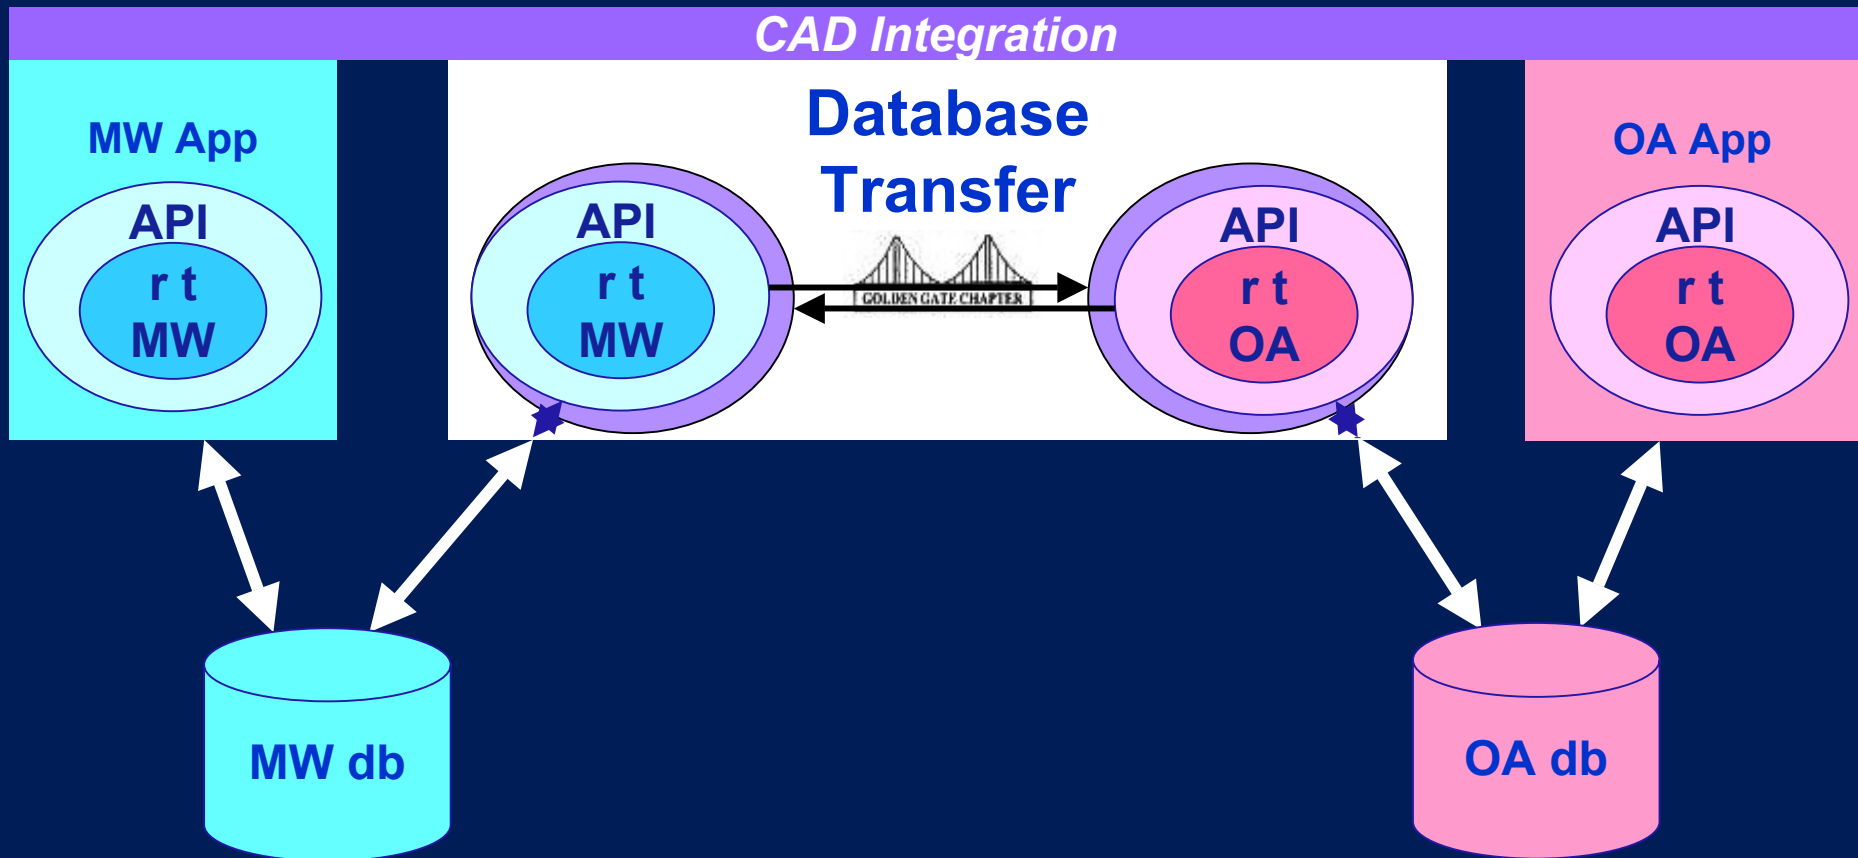 CAD Integration
MW App
API
r t
MW
Database
Transfer
API
r t
MW
GOLDEN GATE CHAPTER
API
r t
OA
OA App
API
r t
OA
MW db
OA db